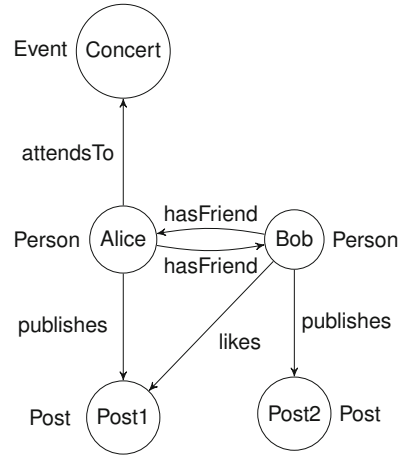 Event Concert
attendsTo
hasFriend
Person Alice Bob Person
hasFriend
publishes publishes
likes
Post Post1 Post2 Post